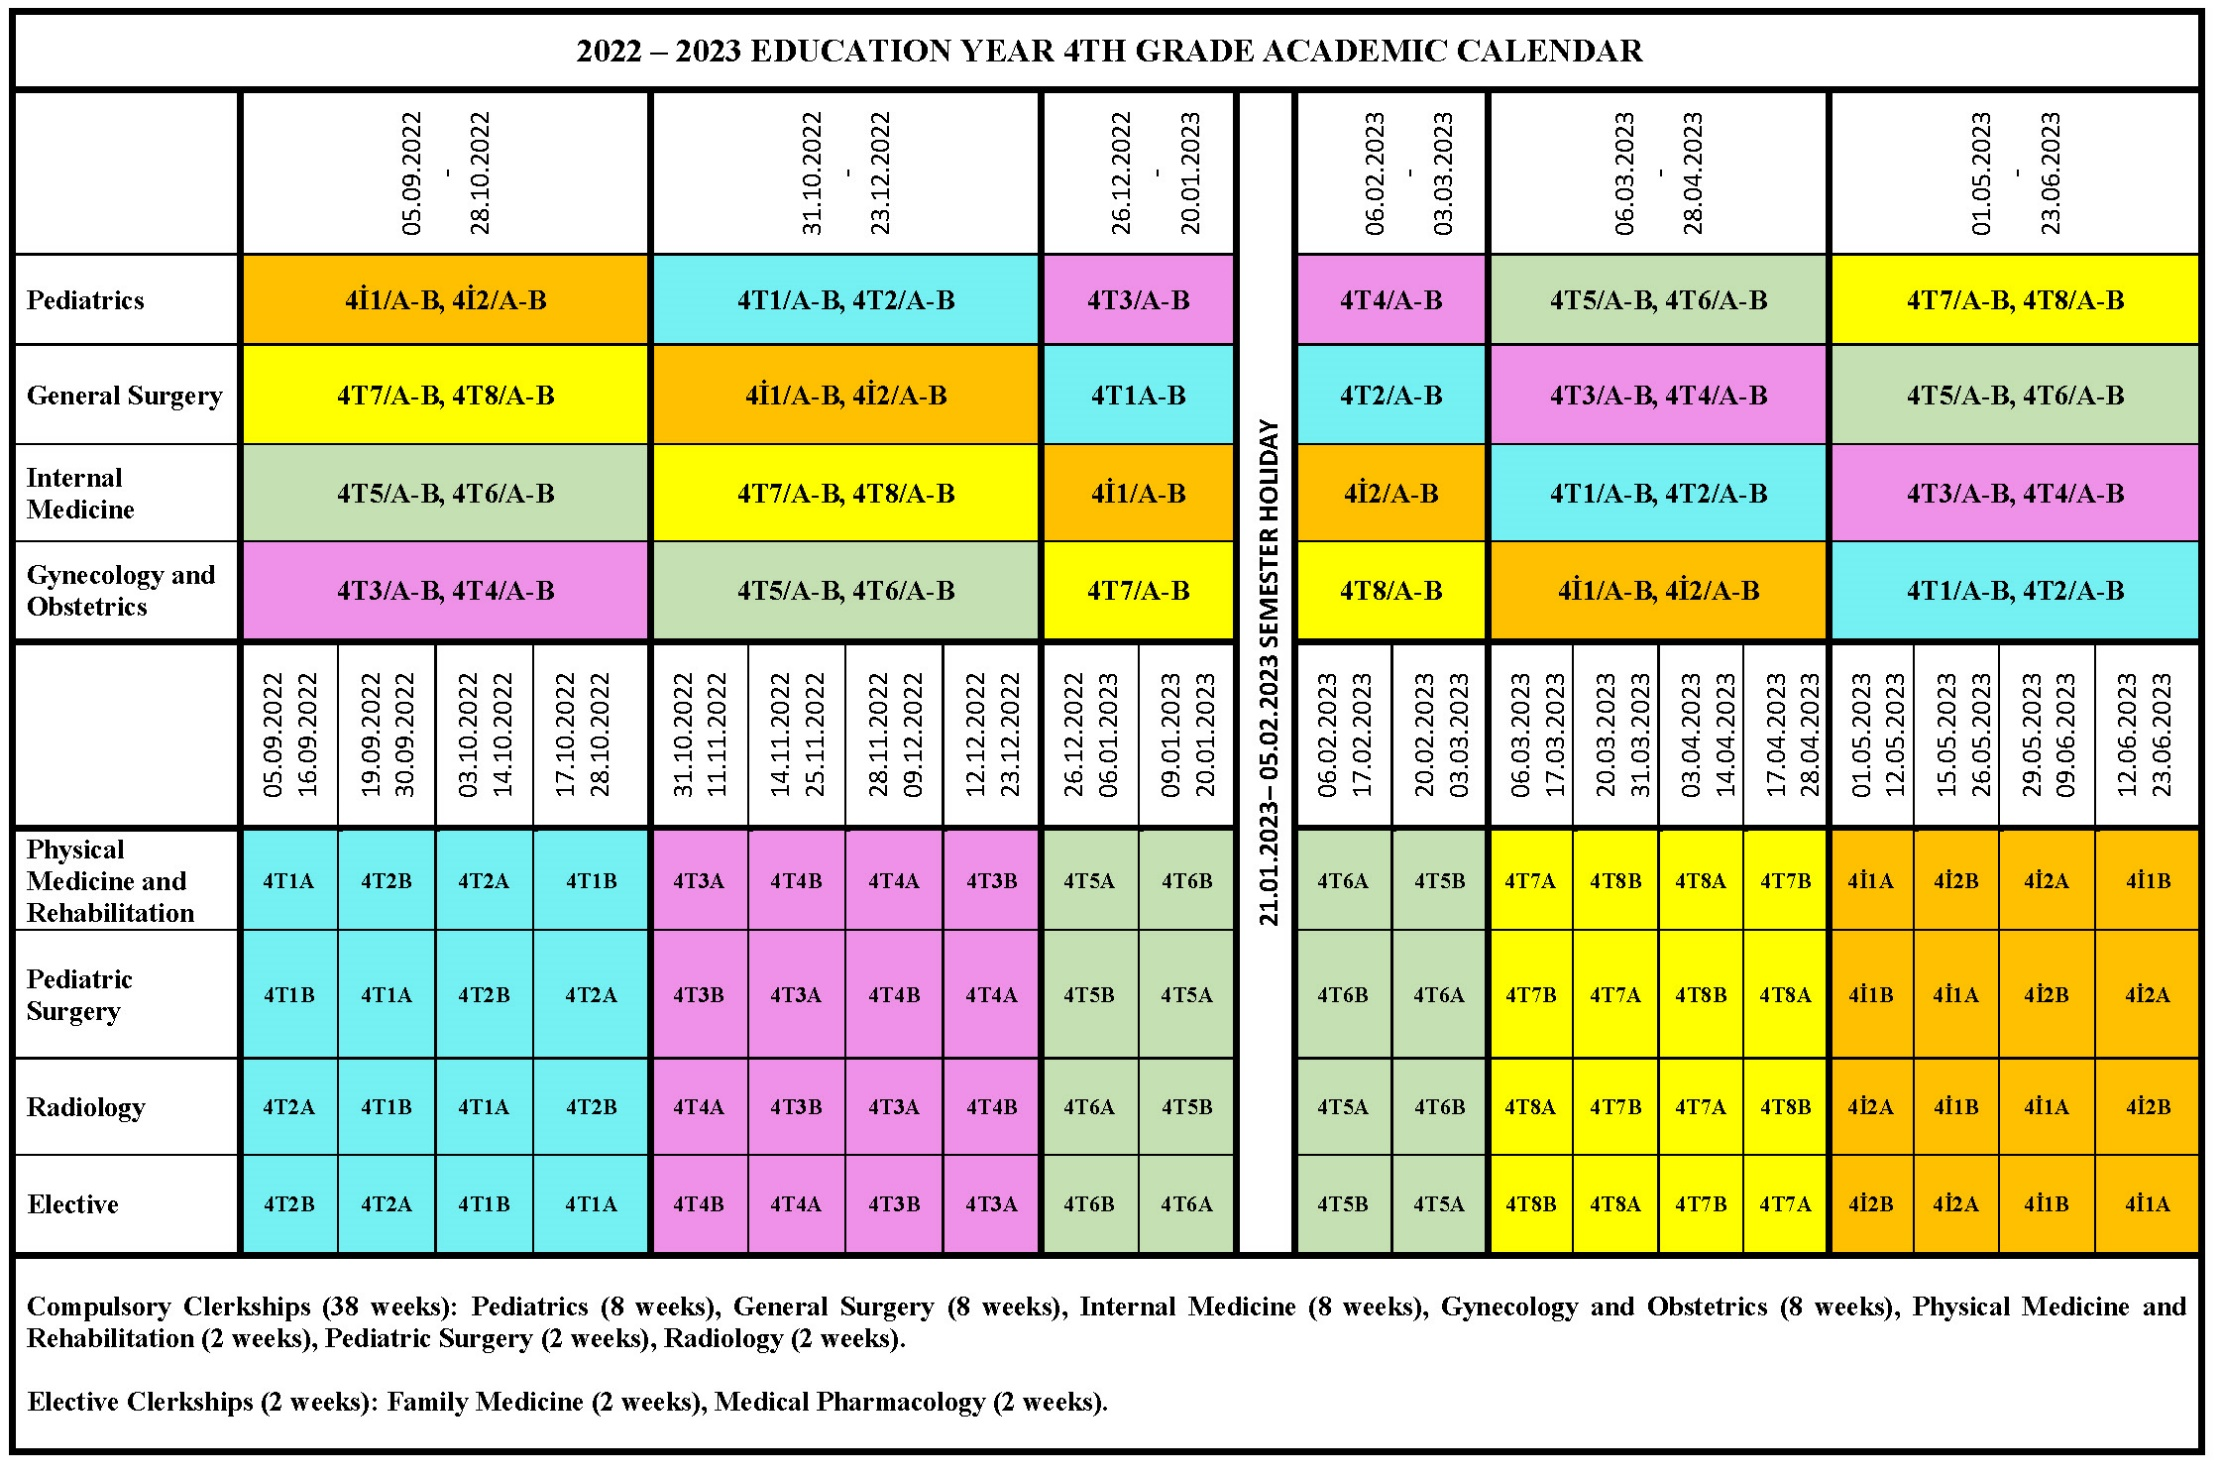 2022 – 2023 EDUCATION YEAR 4TH GRADE ACADEMIC CALENDAR
05.09.2022 - 28.10.2022
31.10.2022 - 23.12.2022
26.12.2022 - 20.01.2023
06.02.2023 - 03.03.2023
06.03.2023 - 28.04.2023
01.05.2023 - 23.06.2023
Pediatrics
4İ1/A-B, 4İ2/A-B
4T1/A-B, 4T2/A-B
4T3/A-B
4T4/A-B
4T5/A-B, 4T6/A-B
4T7/A-B, 4T8/A-B
General Surgery
4T7/A-B, 4T8/A-B
4İ1/A-B, 4İ2/A-B
4T1A-B
4T2/A-B
4T3/A-B, 4T4/A-B
4T5/A-B, 4T6/A-B
Internal
Medicine
4T5/A-B, 4T6/A-B
4T7/A-B, 4T8/A-B
4İ1/A-B
4İ2/A-B
4T1/A-B, 4T2/A-B
4T3/A-B, 4T4/A-B
Gynecology and
Obstetrics
4T3/A-B, 4T4/A-B
4T5/A-B, 4T6/A-B
4T7/A-B
4T8/A-B
4İ1/A-B, 4İ2/A-B
4T1/A-B, 4T2/A-B
21.01.2023– 05.02.2023 SEMESTER HOLIDAY
05.09.2022
16.09.2022
19.09.2022
30.09.2022
03.10.2022
14.10.2022
17.10.2022
28.10.2022
31.10.2022
11.11.2022
14.11.2022
25.11.2022
28.11.2022
09.12.2022
12.12.2022
23.12.2022
26.12.2022
06.01.2023
09.01.2023
20.01.2023
06.02.2023
17.02.2023
20.02.2023
03.03.2023
06.03.2023
17.03.2023
20.03.2023
31.03.2023
03.04.2023
14.04.2023
17.04.2023
28.04.2023
01.05.2023
12.05.2023
15.05.2023
26.05.2023
29.05.2023
09.06.2023
12.06.2023
23.06.2023
Physical
Medicine and
Rehabilitation
4T1A 4T2B 4T2A 4T1B 4T3A 4T4B 4T4A 4T3B 4T5A 4T6B 4T6A 4T5B 4T7A 4T8B 4T8A 4T7B 4İ1A 4İ2B 4İ2A 4İ1B
Pediatric
Surgery
4T1B 4T1A 4T2B 4T2A 4T3B 4T3A 4T4B 4T4A 4T5B 4T5A 4T6B 4T6A 4T7B 4T7A 4T8B 4T8A 4İ1B 4İ1A 4İ2B 4İ2A
Radiology
4T2A 4T1B 4T1A 4T2B 4T4A 4T3B 4T3A 4T4B 4T6A 4T5B 4T5A 4T6B 4T8A 4T7B 4T7A 4T8B 4İ2A 4İ1B 4İ1A 4İ2B
Elective
4T2B 4T2A 4T1B 4T1A 4T4B 4T4A 4T3B 4T3A 4T6B 4T6A 4T5B 4T5A 4T8B 4T8A 4T7B 4T7A 4İ2B 4İ2A 4İ1B 4İ1A
Compulsory Clerkships (38 weeks): Pediatrics (8 weeks), General Surgery (8 weeks), Internal Medicine (8 weeks), Gynecology and Obstetrics (8 weeks), Physical Medicine and
Rehabilitation (2 weeks), Pediatric Surgery (2 weeks), Radiology (2 weeks).
Elective Clerkships (2 weeks): Family Medicine (2 weeks), Medical Pharmacology (2 weeks).